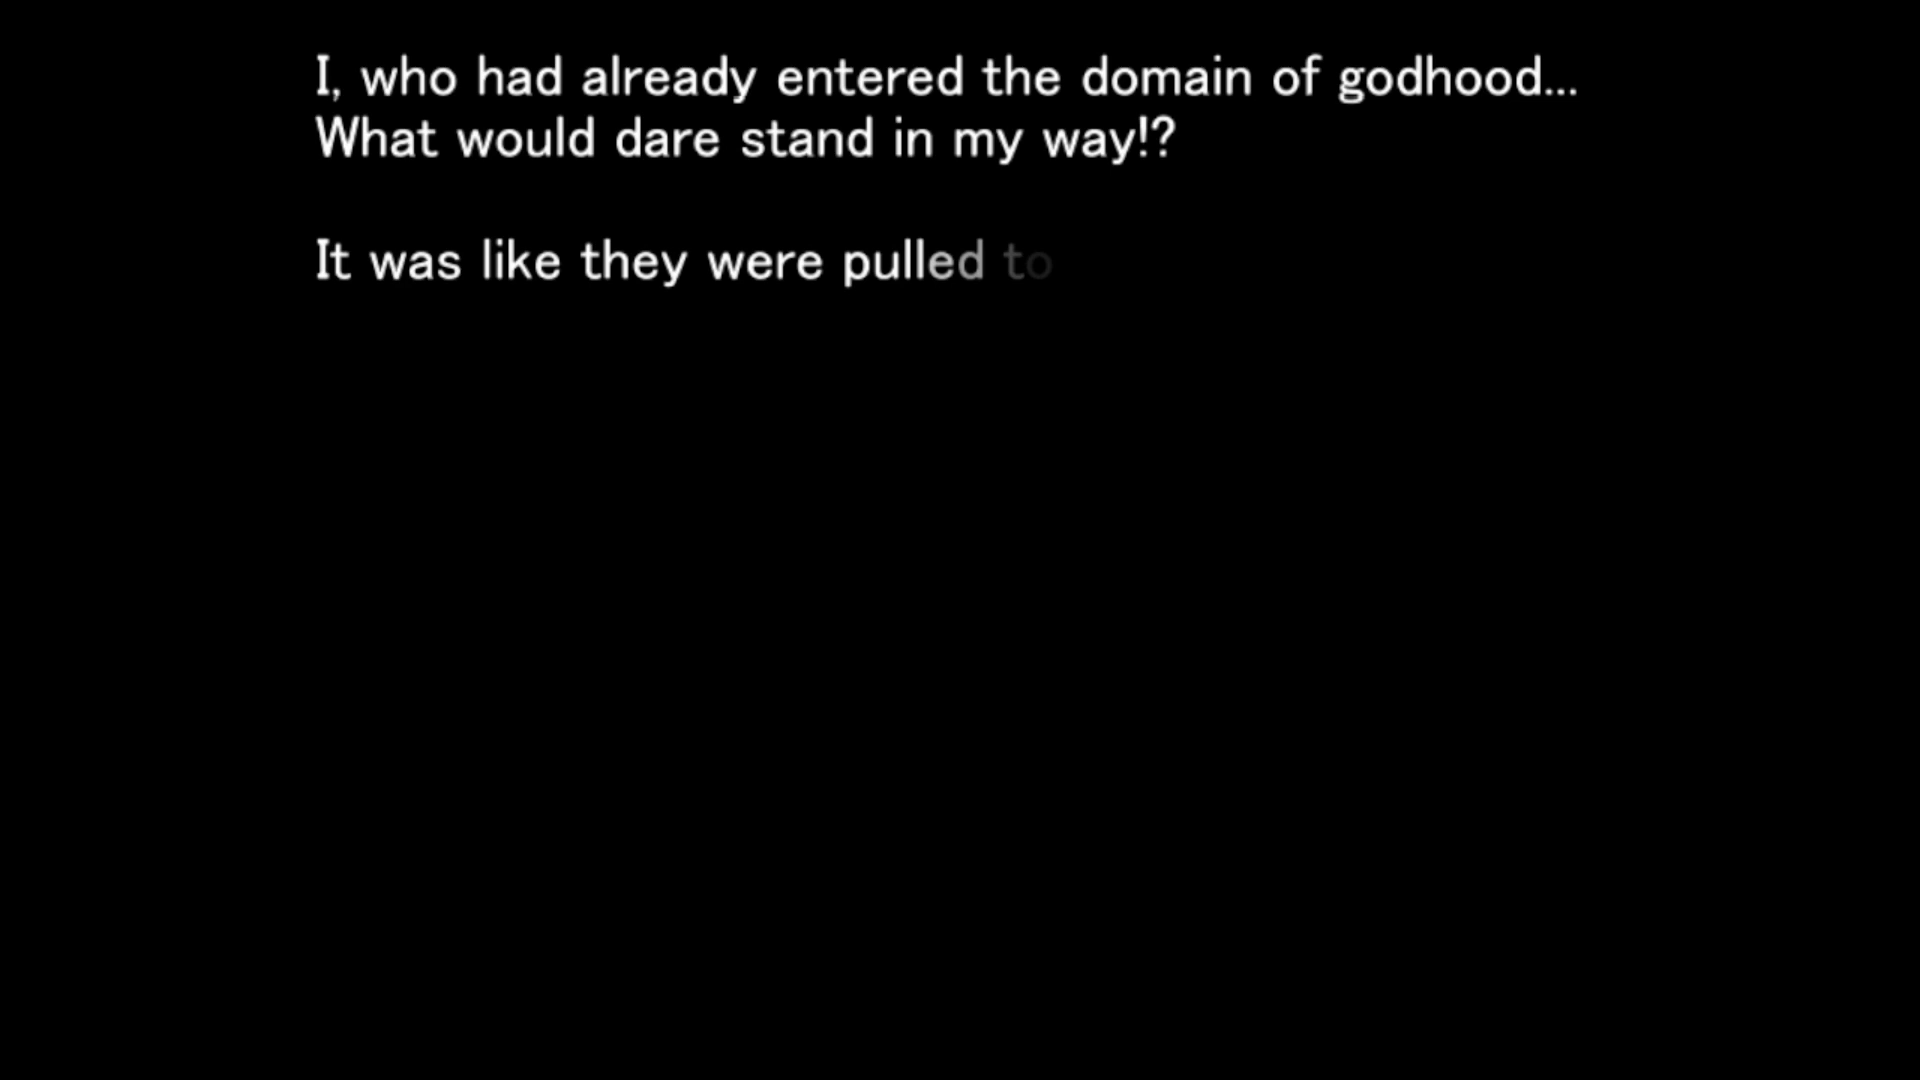 I, who had already entered the domain of godhood...
What would dare stand in my way!?
It was like they were pulled to